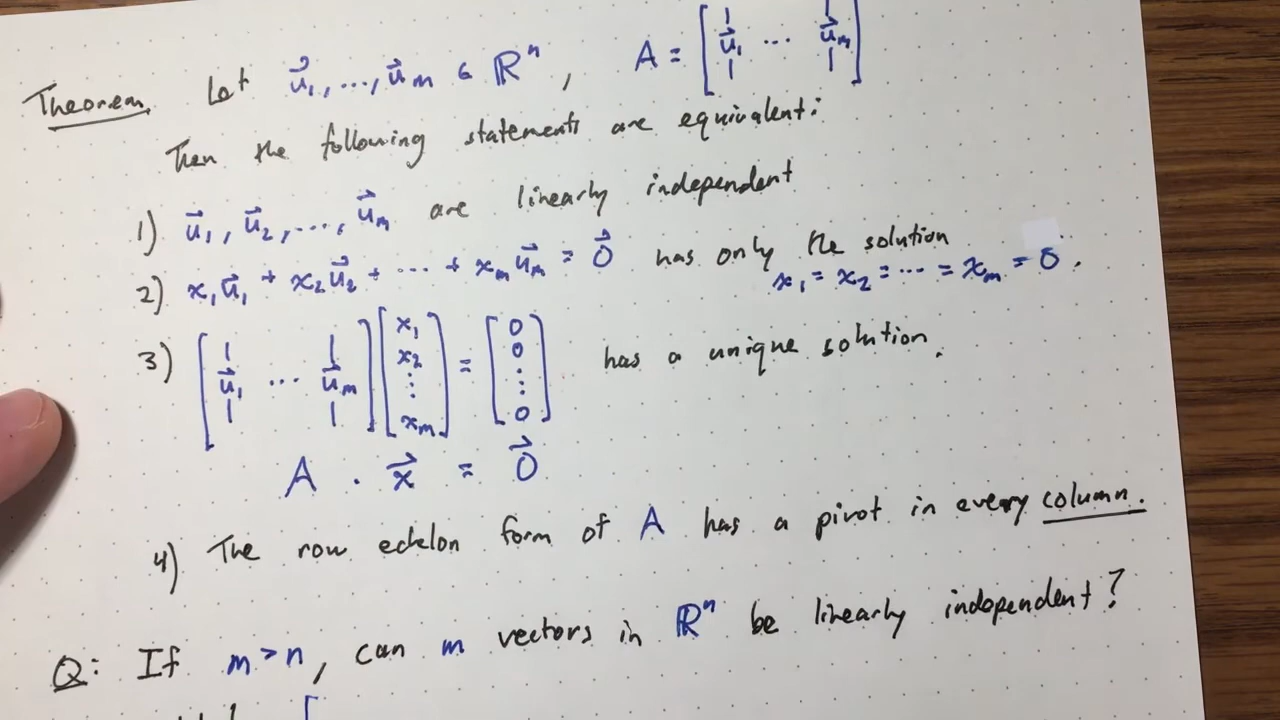 Theorem Let u⃗₁, ..., u⃗ₘ ∈ ℝⁿ, A = [u⃗₁ ... u⃗ₘ]
Then the following statements are equivalent:
1) u⃗₁, u⃗₂, ..., u⃗ₘ are linearly independent
2) x₁u⃗₁ + x₂u⃗₂ + ... + xₘu⃗ₘ = 0⃗ has only the solution
x₁ = x₂ = ... = xₘ = 0.
3) [u⃗₁ ... u⃗ₘ] [x₁ x₂ ⋮ xₘ] = [0 0 ⋮ 0] has a unique solution.
A · x⃗ = 0⃗
4) The row echelon form of A has a pivot in every column.
Q: If m > n, can m vectors in ℝⁿ be linearly independent?